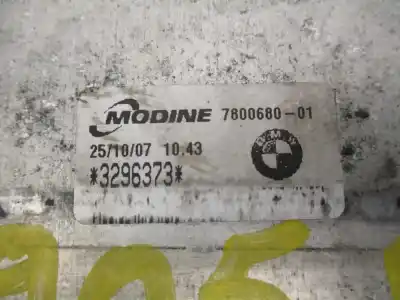 MODINE 7800680-01
25/10/07 10.43
BMW
*3296373*